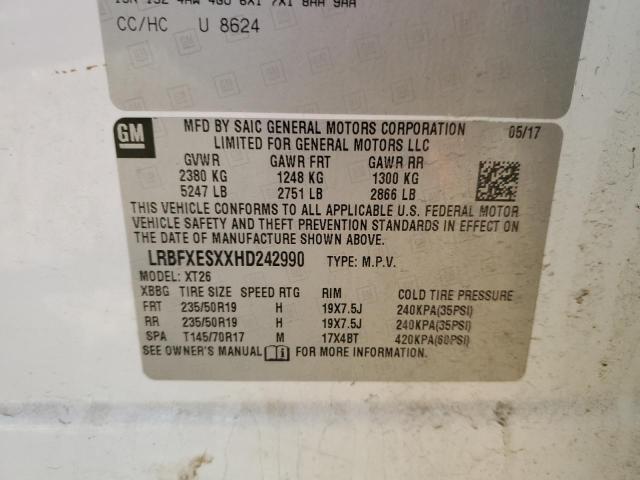 CC/HC U 8624
GM
MFD BY SAIC GENERAL MOTORS CORPORATION 05/17
LIMITED FOR GENERAL MOTORS LLC
GVWR GAWR FRT GAWR RR
2380 KG 1248 KG 1300 KG
5247 LB 2751 LB 2866 LB
THIS VEHICLE CONFORMS TO ALL APPLICABLE U.S. FEDERAL MOTOR
VEHICLE SAFETY AND THEFT PREVENTION STANDARDS IN EFFECT ON THE
DATE OF MANUFACTURE SHOWN ABOVE.
LRBFXESXXHD242990 TYPE: M.P.V.
MODEL: XT26
XBBG TIRE SIZE SPEED RTG RIM COLD TIRE PRESSURE
FRT 235/50R19 H 19X7.5J 240KPA(35PSI)
RR 235/50R19 H 19X7.5J 240KPA(35PSI)
SPA T145/70R17 M 17X4BT 420KPA(60PSI)
SEE OWNER'S MANUAL FOR MORE INFORMATION.